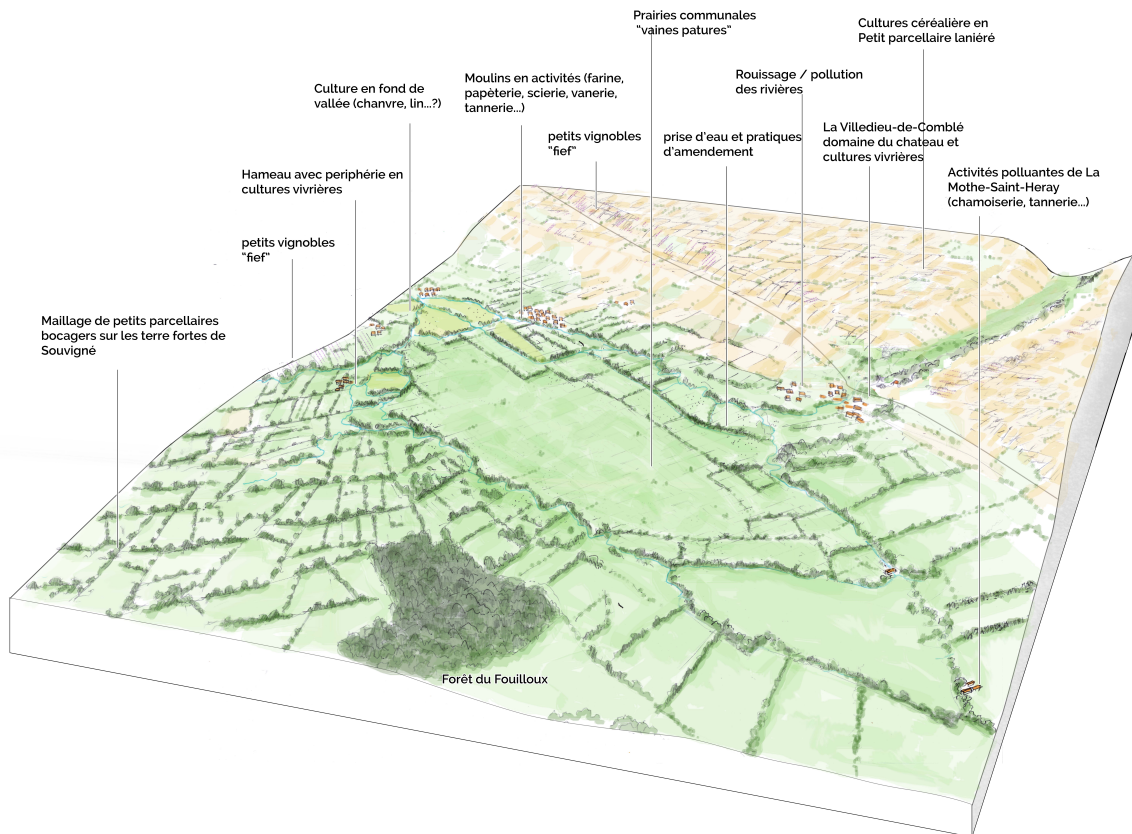 Prairies communales
"vaines patures"
Cultures céréalière en
Petit parcellaire laniéré
Culture en fond de
vallée (chanvre, lin...?)
Moulins en activités (farine,
papèterie, scierie, vanerie,
tannerie...)
Rouissage / pollution
des rivières
petits vignobles
"fief"
prise d'eau et pratiques
d'amendement
La Villedieu-de-Comblé
domaine du chateau et
cultures vivrières
Hameau avec periphérie en
cultures vivrières
Activités polluantes de La
Mothe-Saint-Heray
(chamoiserie, tannerie...)
petits vignobles
"fief"
Maillage de petits parcellaires
bocagers sur les terre fortes de
Souvigné
Forêt du Fouilloux